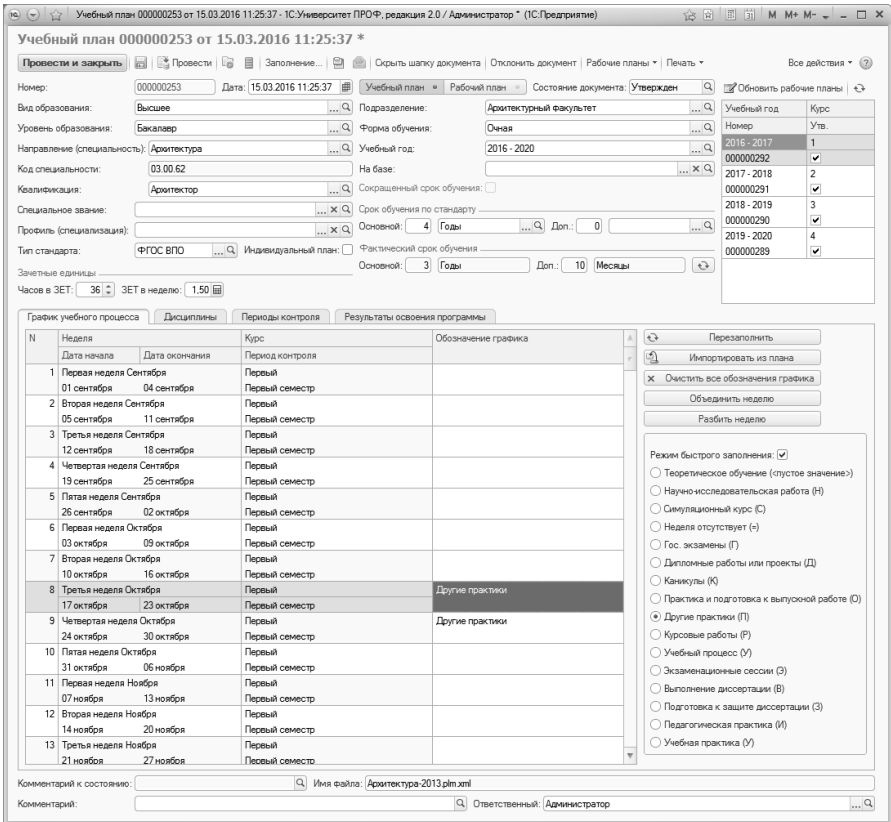 Учебный план 000000253 от 15.03.2016 11:25:37 - 1С:Университет ПРОФ, редакция 2.0 / Администратор * (1С:Предприятие) M M+ M-
Учебный план 000000253 от 15.03.2016 11:25:37 *
Провести и закрыть Провести Заполнение... Скрыть шапку документа Отклонить документ Рабочие планы Печать Все действия
Номер: 000000253 Дата: 15.03.2016 11:25:37 Учебный план Рабочий план Состояние документа: Утвержден Обновить рабочие планы
Вид образования: Высшее Подразделение: Архитектурный факультет
Уровень образования: Бакалавр Форма обучения: Очная
Направление (специальность): Архитектура Учебный год: 2016 - 2020
Код специальности: 03.00.62 На базе:
Квалификация: Архитектор Сокращенный срок обучения:
Специальное звание: Срок обучения по стандарту
Профиль (специализация): Основной: 4 Годы Доп.: 0
Тип стандарта: ФГОС ВПО Индивидуальный план: Фактический срок обучения
Зачетные единицы Основной: 3 Годы Доп.: 10 Месяцы
Часов в ЗЕТ: 36 ЗЕТ в неделю: 1,50
Учебный год Курс
Номер Утв.
2016 - 2017 1
000000292
2017 - 2018 2
000000291
2018 - 2019 3
000000290
2019 - 2020 4
000000289
График учебного процесса Дисциплины Периоды контроля Результаты освоения программы
N Неделя Курс Обозначение графика
Дата начала Дата окончания Период контроля
1 Первая неделя Сентября Первый
01 сентября 04 сентября Первый семестр
2 Вторая неделя Сентября Первый
05 сентября 11 сентября Первый семестр
3 Третья неделя Сентября Первый
12 сентября 18 сентября Первый семестр
4 Четвертая неделя Сентября Первый
19 сентября 25 сентября Первый семестр
5 Пятая неделя Сентября Первый
26 сентября 02 октября Первый семестр
6 Первая неделя Октября Первый
03 октября 09 октября Первый семестр
7 Вторая неделя Октября Первый
10 октября 16 октября Первый семестр
8 Третья неделя Октября Первый Другие практики
17 октября 23 октября Первый семестр
9 Четвертая неделя Октября Первый Другие практики
24 октября 30 октября Первый семестр
10 Пятая неделя Октября Первый
31 октября 06 ноября Первый семестр
11 Первая неделя Ноября Первый
07 ноября 13 ноября Первый семестр
12 Вторая неделя Ноября Первый
14 ноября 20 ноября Первый семестр
13 Третья неделя Ноября Первый
21 ноября 27 ноября Первый семестр
Перезаполнить
Импортировать из плана
Очистить все обозначения графика
Объединить неделю
Разбить неделю
Режим быстрого заполнения:
Теоретическое обучение (<пустое значение>)
Научно-исследовательская работа (Н)
Симуляционный курс (С)
Неделя отсутствует (=)
Гос. экзамены (Г)
Дипломные работы или проекты (Д)
Каникулы (К)
Практика и подготовка к выпускной работе (О)
Другие практики (П)
Курсовые работы (Р)
Учебный процесс (У)
Экзаменационные сессии (Э)
Выполнение диссертации (В)
Подготовка к защите диссертации (З)
Педагогическая практика (И)
Учебная практика (У)
Комментарий к состоянию: Имя файла: Архитектура-2013.plm.xml
Комментарий: Ответственный: Администратор